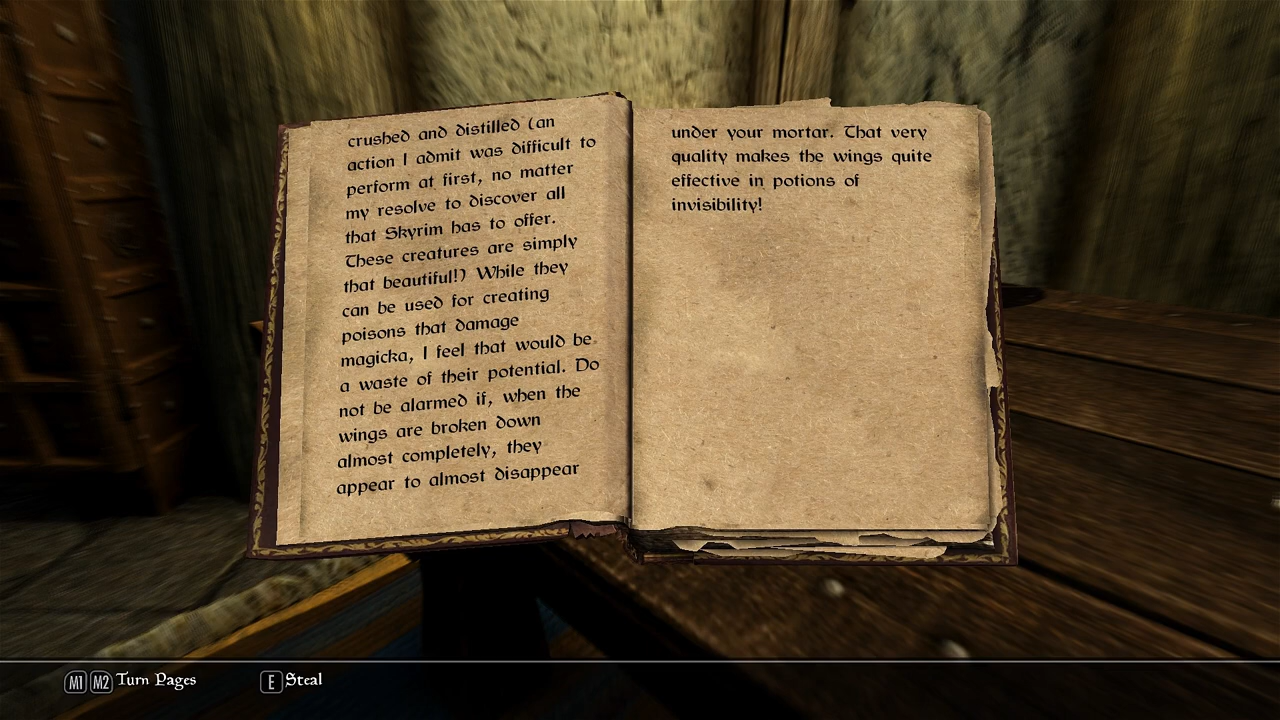 crushed and distilled (an
action I admit was difficult to
perform at first, no matter
my resolve to discover all
that Skyrim has to offer.
These creatures are simply
that beautiful!) While they
can be used for creating
poisons that damage
magicka, I feel that would be
a waste of their potential. Do
not be alarmed if, when the
wings are broken down
almost completely, they
appear to almost disappear
under your mortar. That very
quality makes the wings quite
effective in potions of
invisibility!
M1 M2 Turn Pages
E Steal